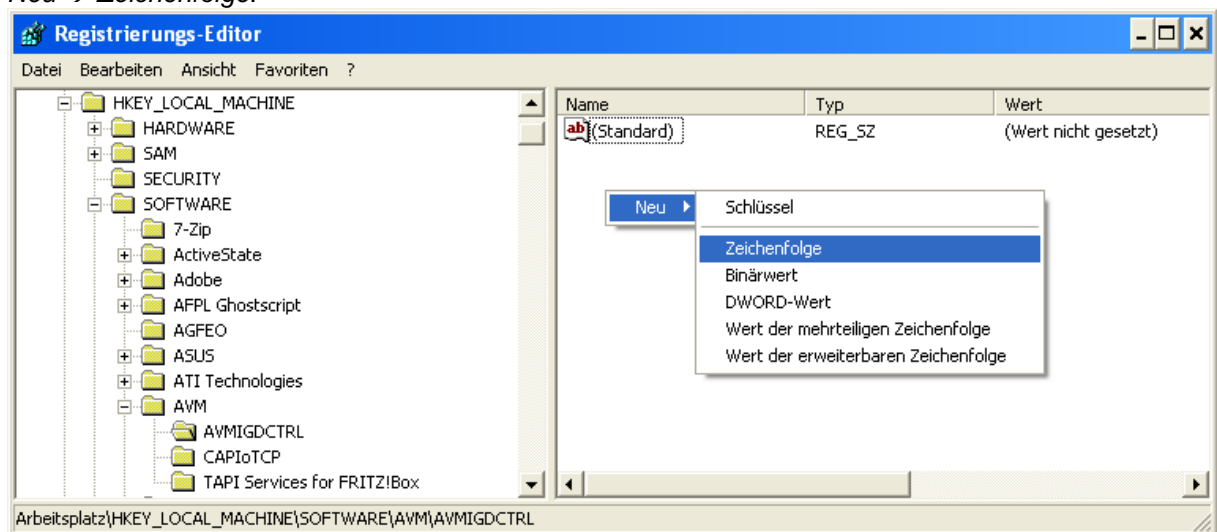 Neu → Zeichenfolge.
Registrierungs-Editor
Datei Bearbeiten Ansicht Favoriten ?
HKEY_LOCAL_MACHINE
HARDWARE
SAM
SECURITY
SOFTWARE
7-Zip
ActiveState
Adobe
AFPL Ghostscript
AGFEO
ASUS
ATI Technologies
AVM
AVMIGDCTRL
CAPIoTCP
TAPI Services for FRITZ!Box
Name Typ Wert
ab (Standard) REG_SZ (Wert nicht gesetzt)
Neu
Schlüssel
Zeichenfolge
Binärwert
DWORD-Wert
Wert der mehrteiligen Zeichenfolge
Wert der erweiterbaren Zeichenfolge
Arbeitsplatz\HKEY_LOCAL_MACHINE\SOFTWARE\AVM\AVMIGDCTRL